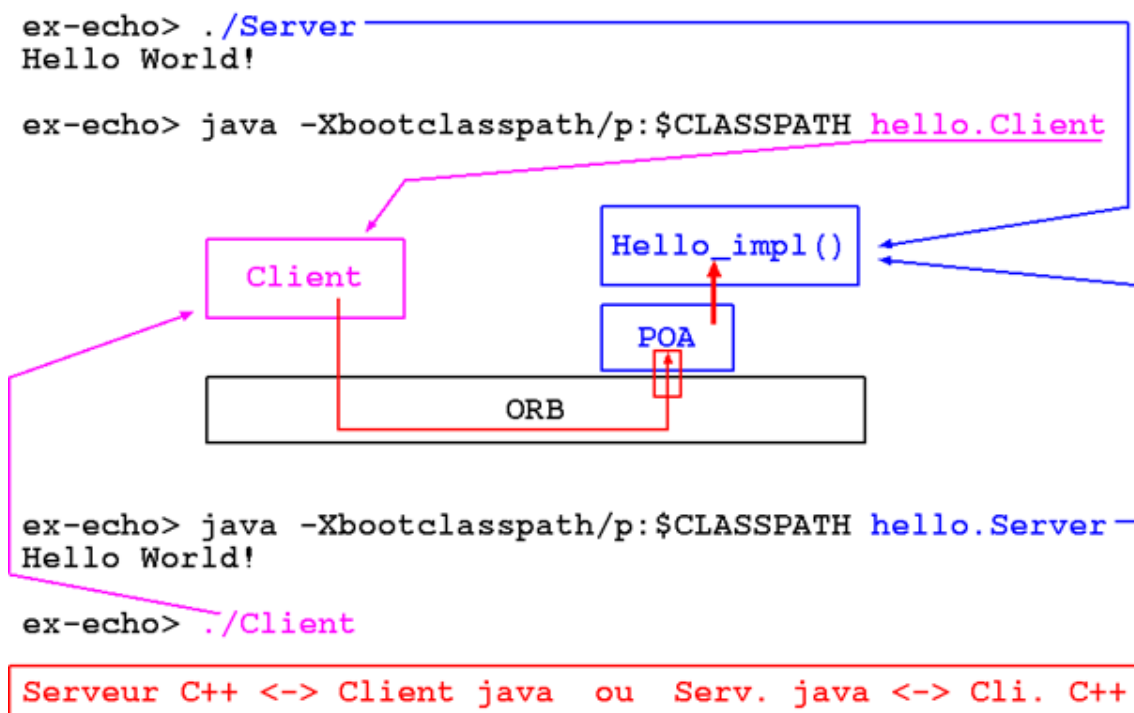 ex-echo> ./Server
Hello World!
ex-echo> java -Xbootclasspath/p:$CLASSPATH hello.Client
Hello_impl()
Client
POA
ORB
ex-echo> java -Xbootclasspath/p:$CLASSPATH hello.Server
Hello World!
ex-echo> ./Client
Serveur C++ <-> Client java ou Serv. java <-> Cli. C++